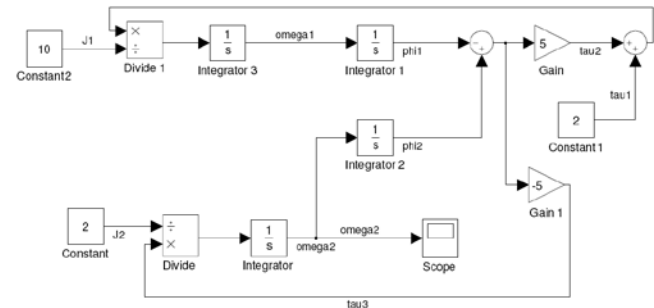 ×
10
J1
÷
Constant2
Divide 1
1
s
Integrator 3
omega1
1
s
Integrator 1
phi1
-
+
5
Gain
tau2
+
+
tau1
2
Constant 1
1
s
Integrator 2
phi2
-5
Gain 1
2
Constant
J2
÷
×
Divide
1
s
Integrator
omega2
omega2
Scope
tau3